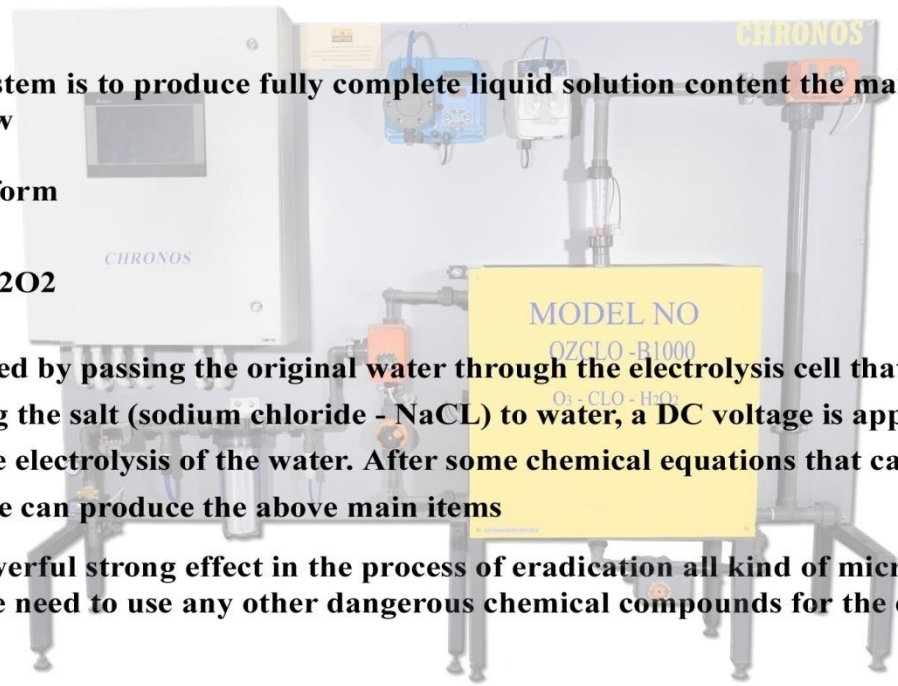 CHRONOS
stem is to produce fully complete liquid solution content the ma
w
form
CHRONOS
2O2
MODEL NO
OZCLO -B1000
O3 - CLO - H2O2
ed by passing the original water through the electrolysis cell that
g the salt (sodium chloride - NaCL) to water, a DC voltage is app
e electrolysis of the water. After some chemical equations that ca
e can produce the above main items
werful strong effect in the process of eradication all kind of micr
e need to use any other dangerous chemical compounds for the